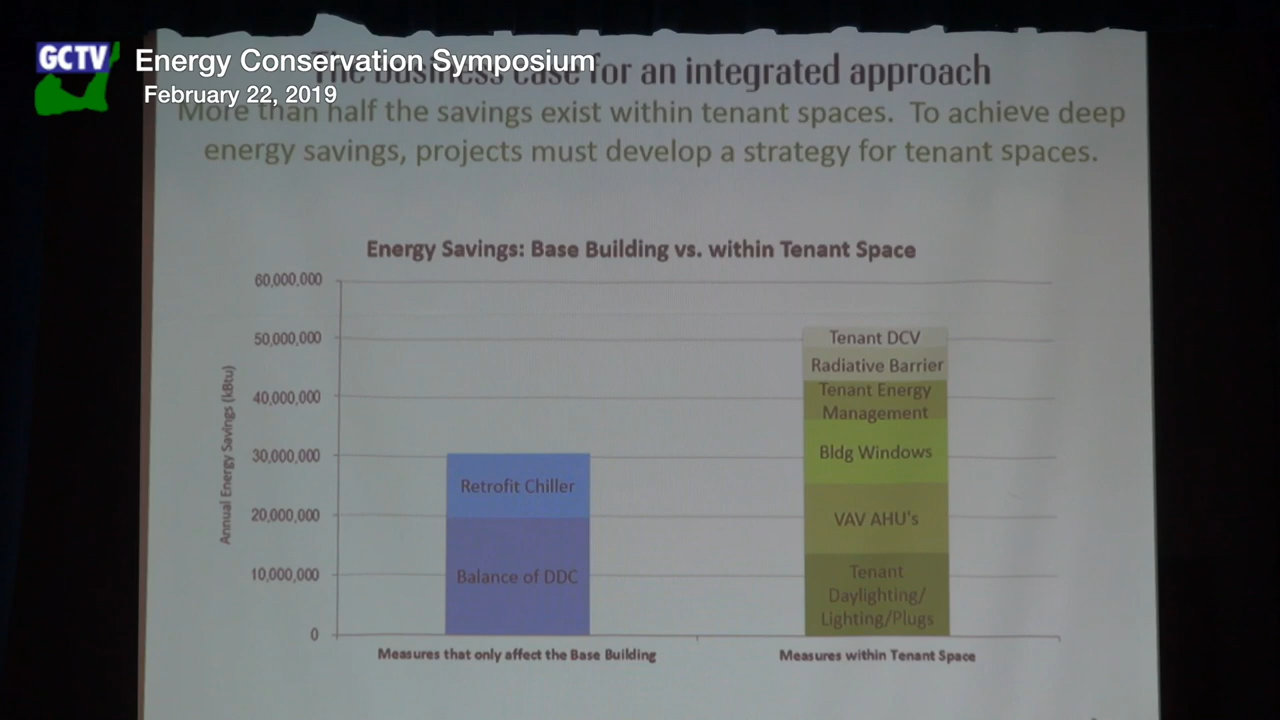 GCTV
Energy Conservation Symposium
February 22, 2019
The business case for an integrated approach
More than half the savings exist within tenant spaces. To achieve deep
energy savings, projects must develop a strategy for tenant spaces.
Energy Savings: Base Building vs. within Tenant Space
Annual Energy Savings (kBtu)
60,000,000
50,000,000
40,000,000
30,000,000
20,000,000
10,000,000
0
Retrofit Chiller
Balance of DDC
Tenant DCV
Radiative Barrier
Tenant Energy
Management
Bldg Windows
VAV AHU's
Tenant
Daylighting/
Lighting/Plugs
Measures that only affect the Base Building
Measures within Tenant Space